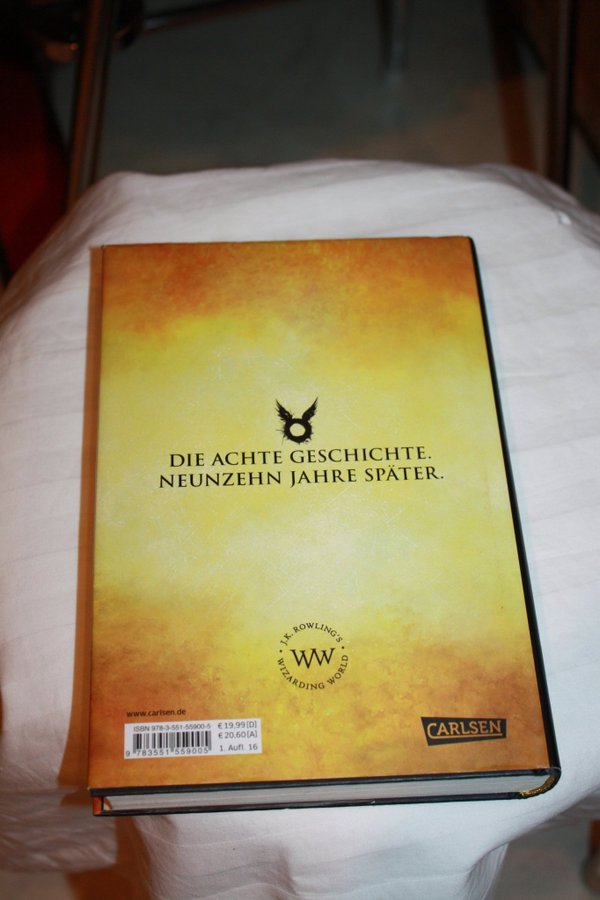 DIE ACHTE GESCHICHTE.
NEUNZEHN JAHRE SPÄTER.
· J.K. ROWLING'S ·
WW
WIZARDING WORLD
www.carlsen.de
ISBN 978-3-551-55900-5
€ 19,99 [D]
€ 20,60 [A]
9 783551 559005
1. Aufl. 16
CARLSEN